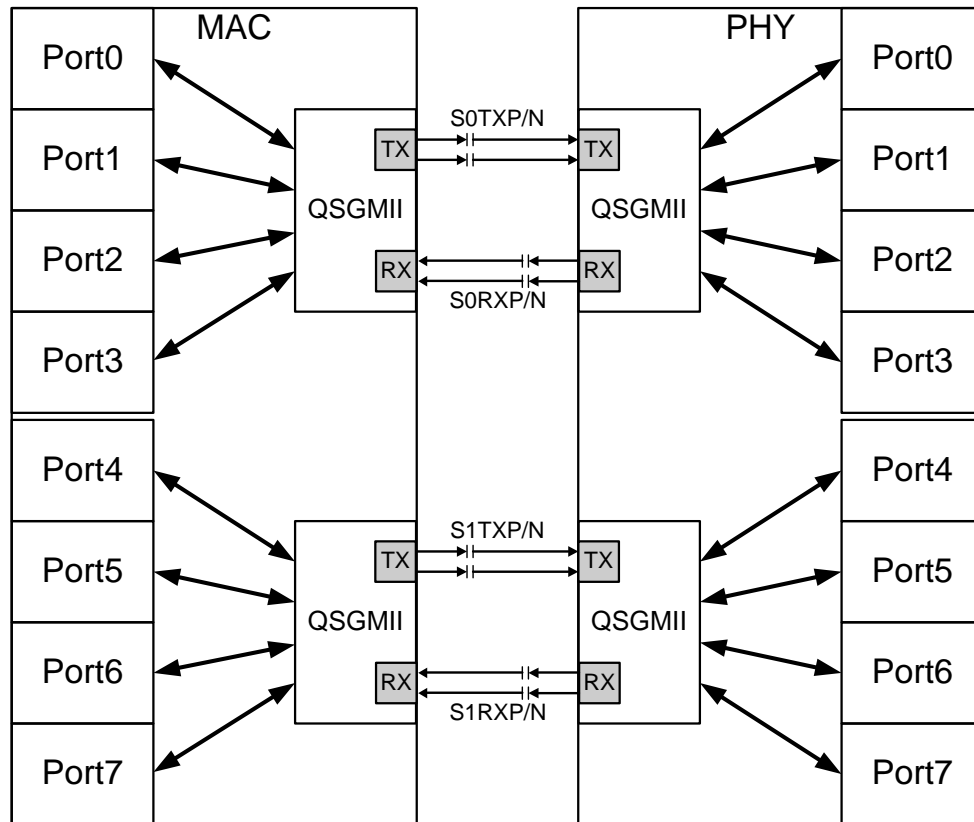 MAC
PHY
Port0
Port1
Port2
Port3
QSGMII
TX
RX
S0TXP/N
S0RXP/N
TX
RX
QSGMII
Port0
Port1
Port2
Port3
Port4
Port5
Port6
Port7
QSGMII
TX
RX
S1TXP/N
S1RXP/N
TX
RX
QSGMII
Port4
Port5
Port6
Port7